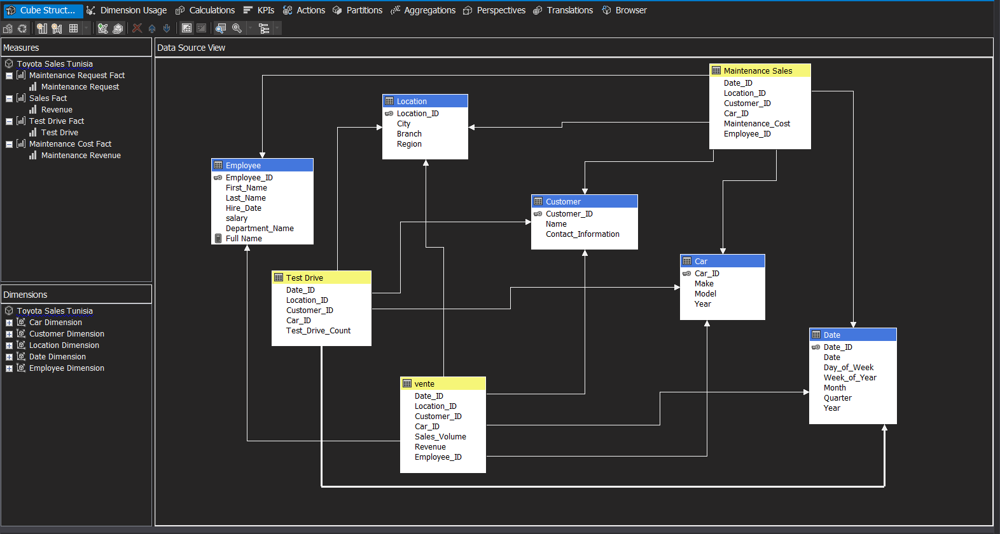 Cube Struct... Dimension Usage Calculations KPIs Actions Partitions Aggregations Perspectives Translations Browser
Measures
Toyota Sales Tunisia
Maintenance Request Fact
Maintenance Request
Sales Fact
Revenue
Test Drive Fact
Test Drive
Maintenance Cost Fact
Maintenance Revenue
Dimensions
Toyota Sales Tunisia
Car Dimension
Customer Dimension
Location Dimension
Date Dimension
Employee Dimension
Data Source View
Maintenance Sales
Date_ID
Location_ID
Customer_ID
Car_ID
Maintenance_Cost
Employee_ID
Location
Location_ID
City
Branch
Region
Employee
Employee_ID
First_Name
Last_Name
Hire_Date
salary
Department_Name
Full Name
Customer
Customer_ID
Name
Contact_Information
Car
Car_ID
Make
Model
Year
Test Drive
Date_ID
Location_ID
Customer_ID
Car_ID
Test_Drive_Count
Date
Date_ID
Date
Day_of_Week
Week_of_Year
Month
Quarter
Year
vente
Date_ID
Location_ID
Customer_ID
Car_ID
Sales_Volume
Revenue
Employee_ID